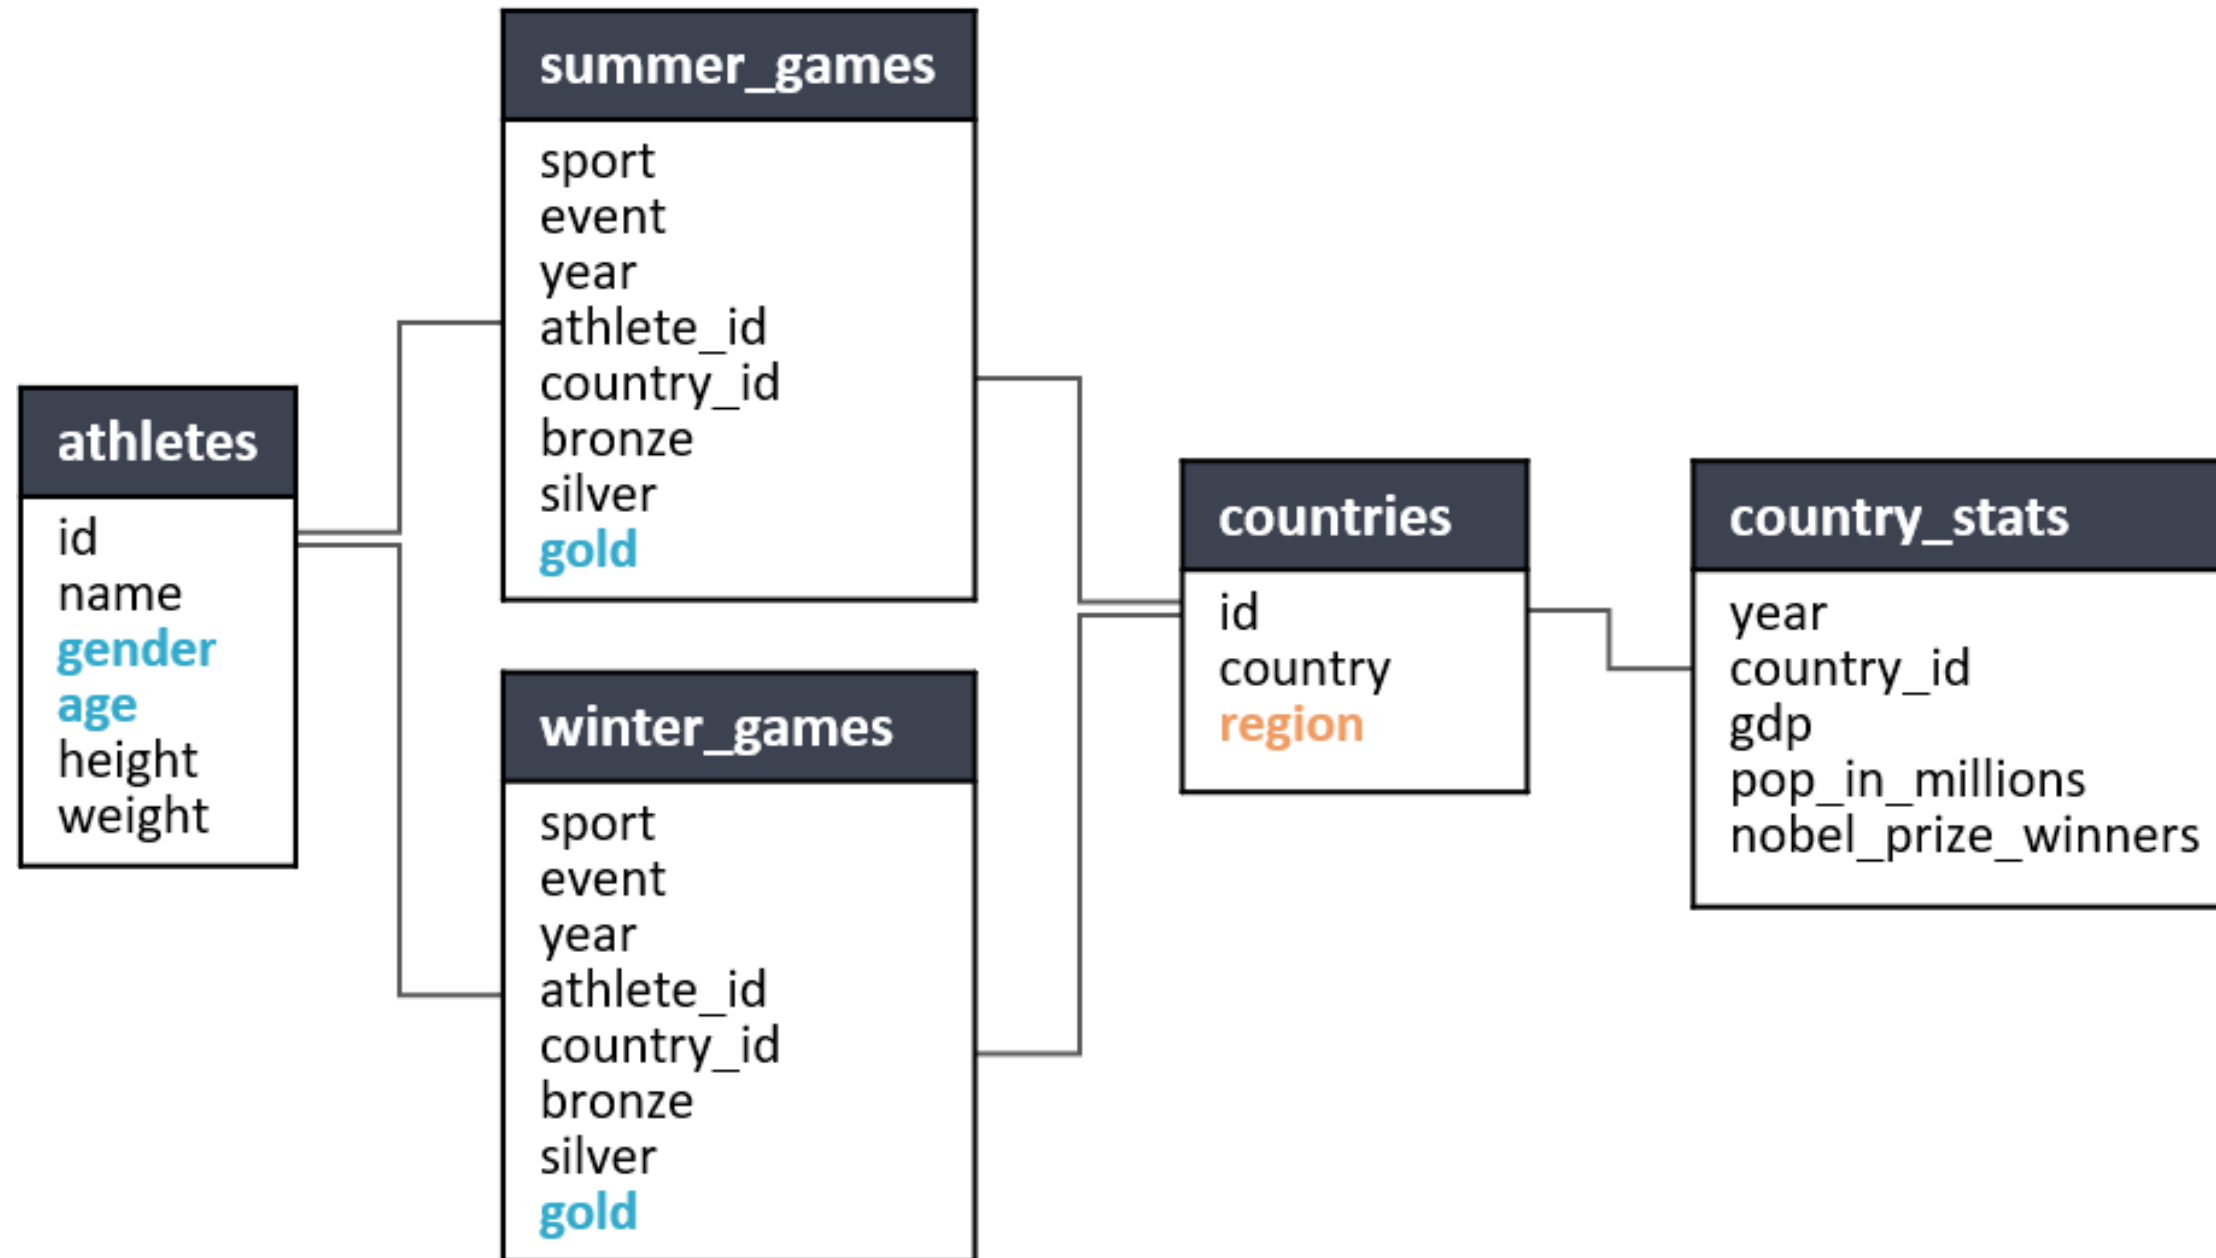 athletes
id
name
gender
age
height
weight
summer_games
sport
event
year
athlete_id
country_id
bronze
silver
gold
winter_games
sport
event
year
athlete_id
country_id
bronze
silver
gold
countries
id
country
region
country_stats
year
country_id
gdp
pop_in_millions
nobel_prize_winners